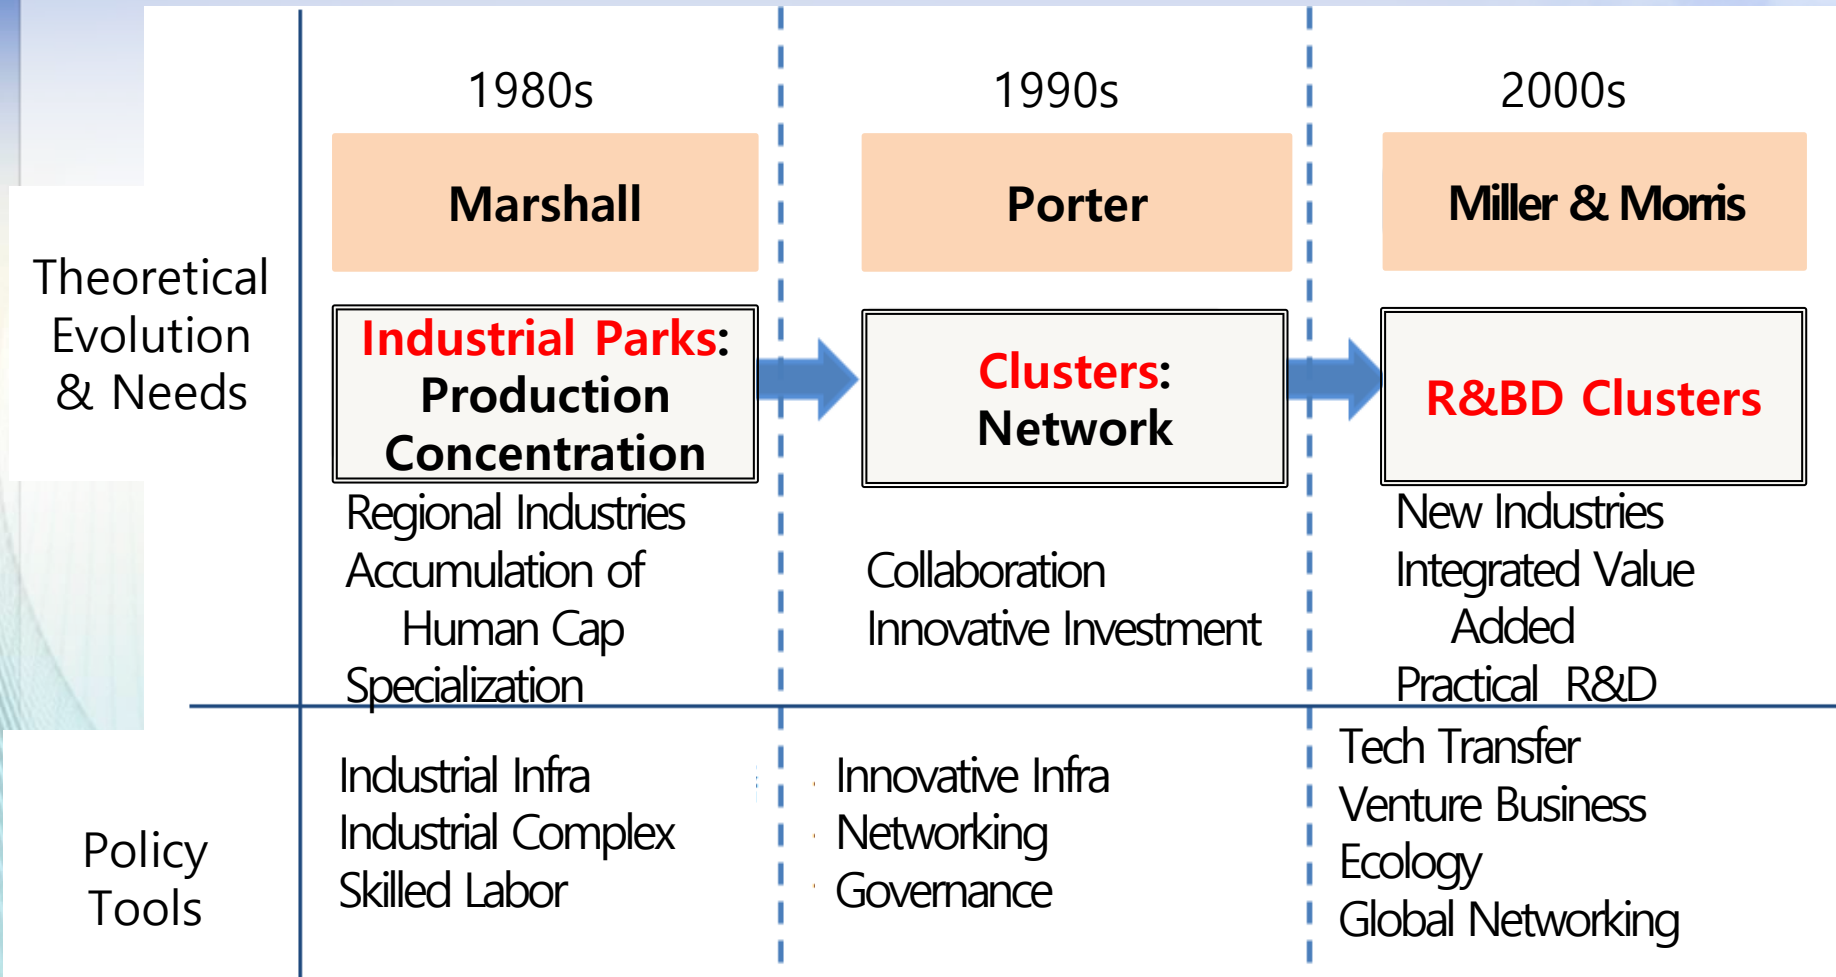 1980s
1990s
2000s
Marshall
Porter
Miller & Morris
Theoretical
Evolution
& Needs
Industrial Parks:
Production
Concentration
Clusters:
Network
R&BD Clusters
Regional Industries
Accumulation of
Human Cap
Specialization
Collaboration
Innovative Investment
New Industries
Integrated Value
Added
Practical R&D
Policy
Tools
Industrial Infra
Industrial Complex
Skilled Labor
Innovative Infra
Networking
Governance
Tech Transfer
Venture Business
Ecology
Global Networking